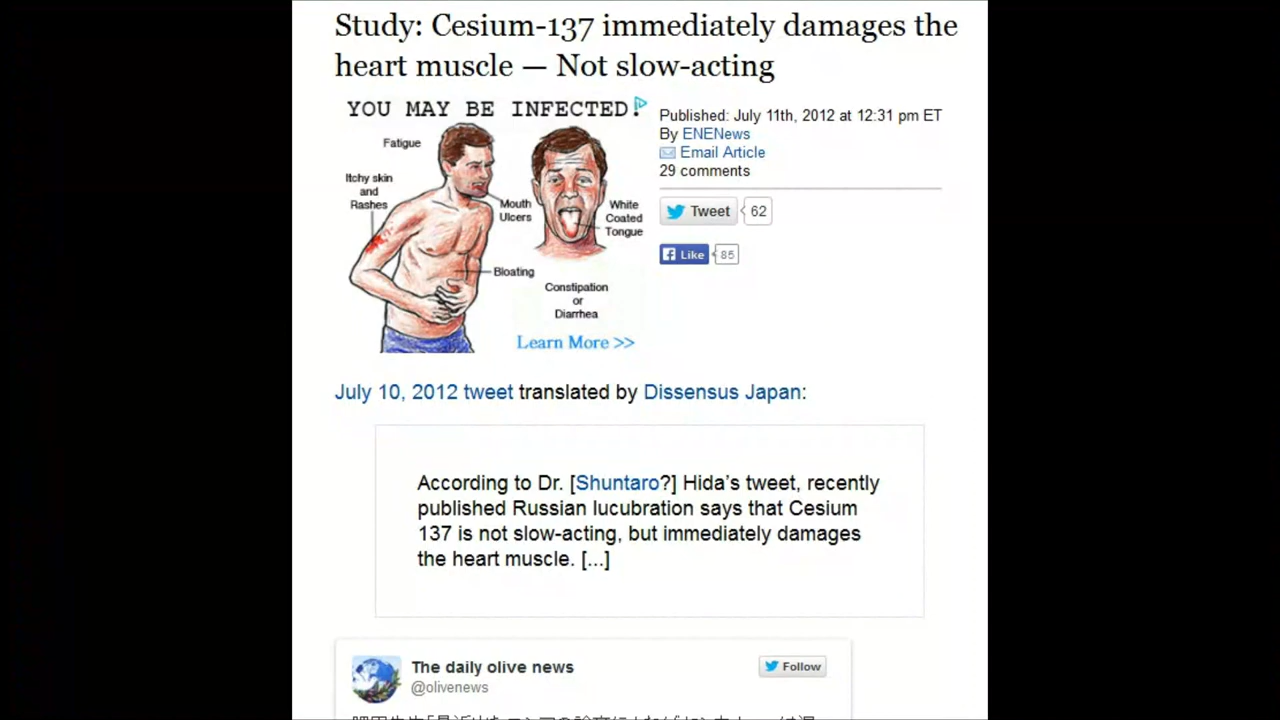 Study: Cesium-137 immediately damages the
heart muscle — Not slow-acting
YOU MAY BE INFECTED!
Fatigue
Itchy skin
and
Rashes
Mouth
Ulcers
White
Coated
Tongue
Bloating
Constipation
or
Diarrhea
Learn More >>
Published: July 11th, 2012 at 12:31 pm ET
By ENENews
Email Article
29 comments
Tweet 62
Like 85
July 10, 2012 tweet translated by Dissensus Japan:
According to Dr. [Shuntaro?] Hida's tweet, recently
published Russian lucubration says that Cesium
137 is not slow-acting, but immediately damages
the heart muscle. [...]
The daily olive news
@olivenews
Follow